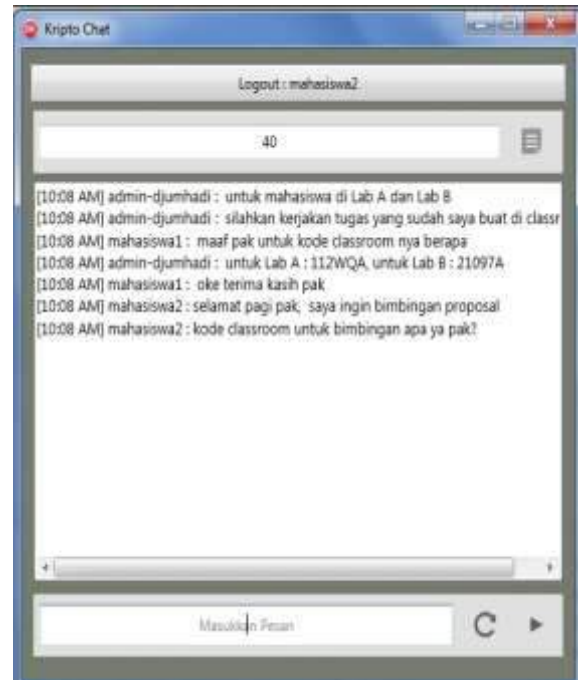 Kripto Chat
Logout : mahasiswa2
40
[10:08 AM] admin-djumhadi : untuk mahasiswa di Lab A dan Lab B
[10:08 AM] admin-djumhadi : silahkan kerjakan tugas yang sudah saya buat di classr
[10:08 AM] mahasiswa1 : maaf pak untuk kode classroom nya berapa
[10:08 AM] admin-djumhadi : untuk Lab A : 112WQA, untuk Lab B : 21097A
[10:08 AM] mahasiswa1 : oke terima kasih pak
[10:08 AM] mahasiswa2 : selamat pagi pak, saya ingin bimbingan proposal
[10:08 AM] mahasiswa2 : kode classroom untuk bimbingan apa ya pak?
Masukkan Pesan